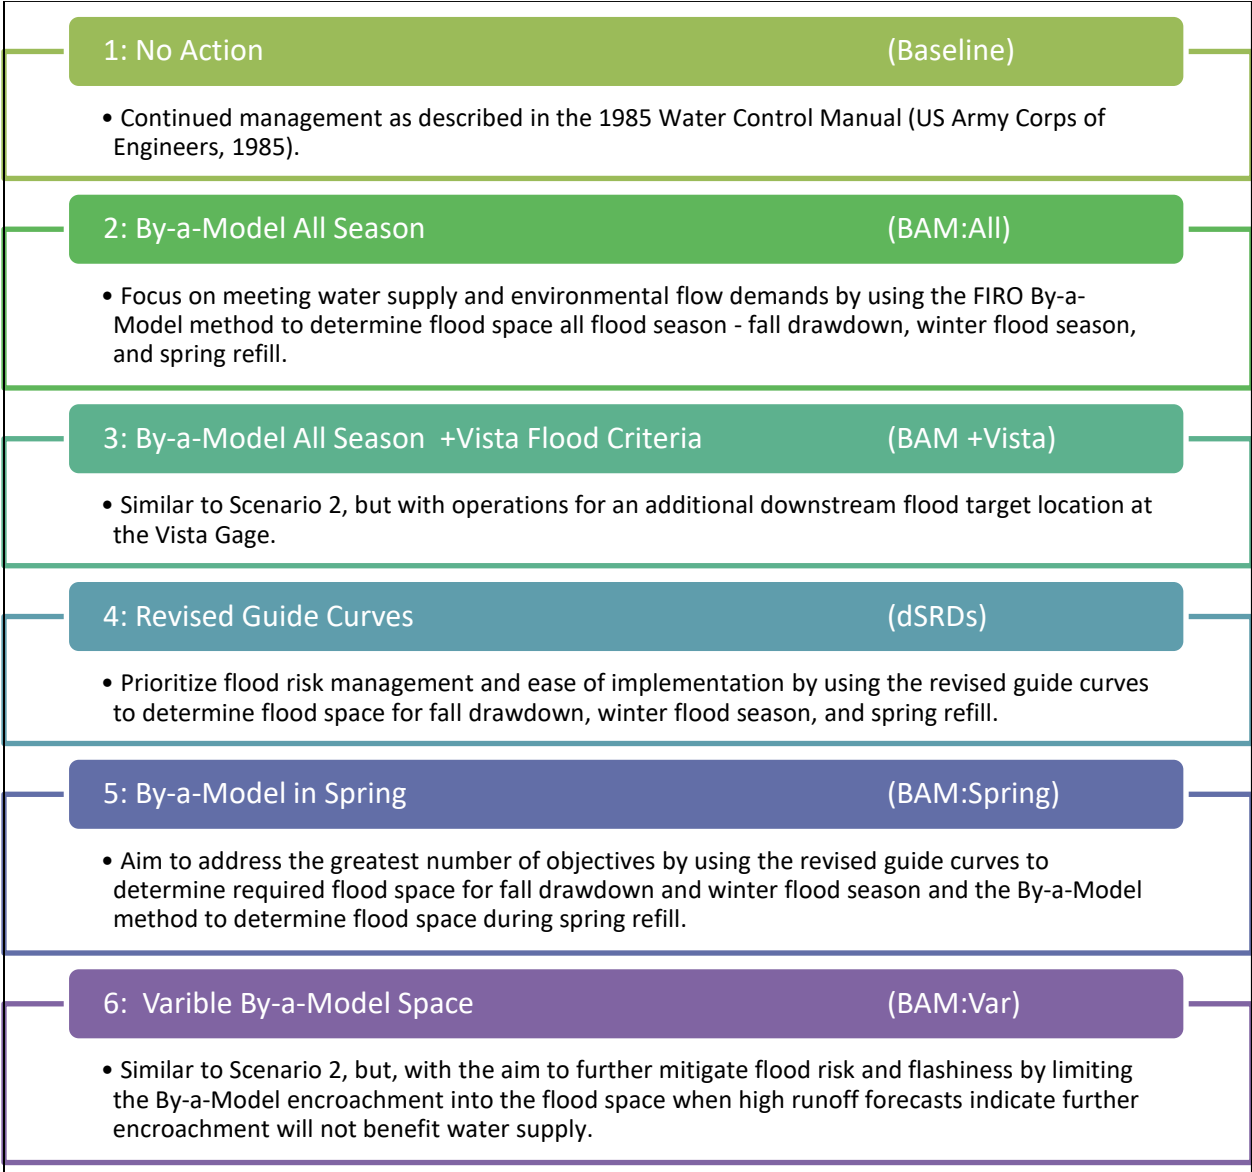 1: No Action (Baseline)
• Continued management as described in the 1985 Water Control Manual (US Army Corps of
Engineers, 1985).
2: By-a-Model All Season (BAM:All)
• Focus on meeting water supply and environmental flow demands by using the FIRO By-a-
Model method to determine flood space all flood season - fall drawdown, winter flood season,
and spring refill.
3: By-a-Model All Season +Vista Flood Criteria (BAM +Vista)
• Similar to Scenario 2, but with operations for an additional downstream flood target location at
the Vista Gage.
4: Revised Guide Curves (dSRDs)
• Prioritize flood risk management and ease of implementation by using the revised guide curves
to determine flood space for fall drawdown, winter flood season, and spring refill.
5: By-a-Model in Spring (BAM:Spring)
• Aim to address the greatest number of objectives by using the revised guide curves to
determine required flood space for fall drawdown and winter flood season and the By-a-Model
method to determine flood space during spring refill.
6: Varible By-a-Model Space (BAM:Var)
• Similar to Scenario 2, but, with the aim to further mitigate flood risk and flashiness by limiting
the By-a-Model encroachment into the flood space when high runoff forecasts indicate further
encroachment will not benefit water supply.